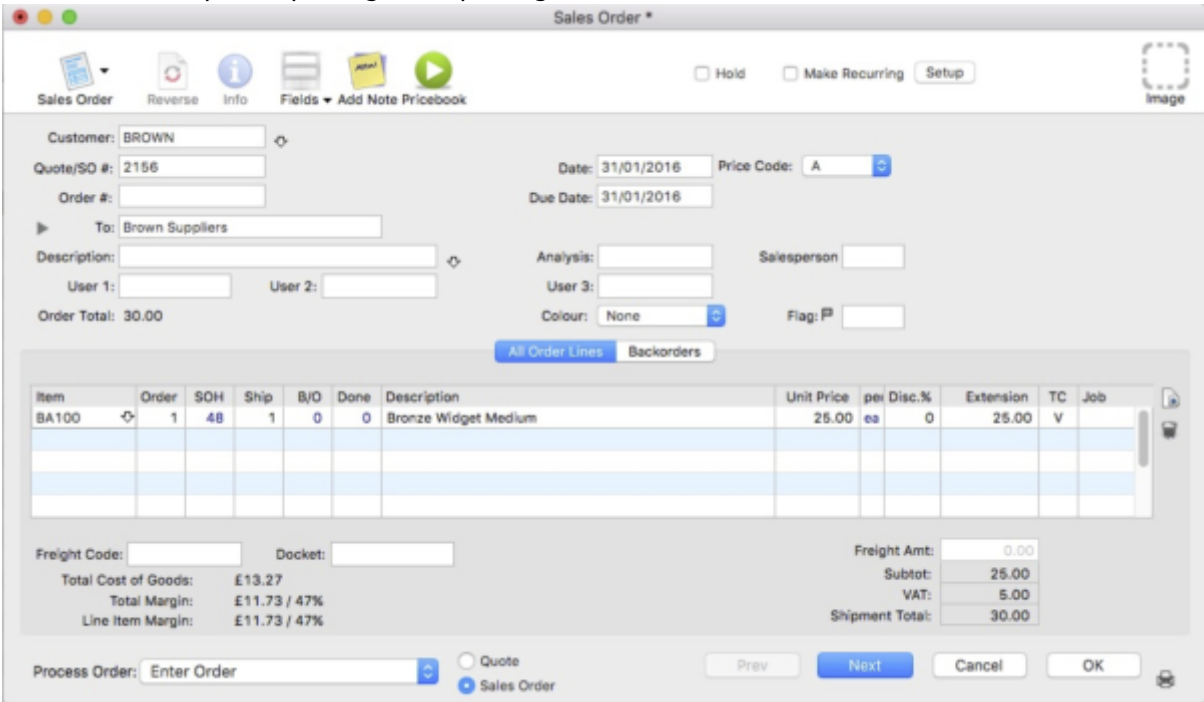 Sales Order *
Hold Make Recurring Setup
Sales Order Reverse Info Fields Add Note Pricebook Image
Customer: BROWN
Quote/SO #: 2156 Date: 31/01/2016 Price Code: A
Order #: Due Date: 31/01/2016
To: Brown Suppliers
Description: Analysis: Salesperson
User 1: User 2: User 3:
Order Total: 30.00 Colour: None Flag:
All Order Lines Backorders
Item Order SOH Ship B/O Done Description Unit Price per Disc.% Extension TC Job
BA100 1 48 1 0 0 Bronze Widget Medium 25.00 ea 0 25.00 V
Freight Code: Docket: Freight Amt: 0.00
Total Cost of Goods: £13.27 Subtot: 25.00
Total Margin: £11.73 / 47% VAT: 5.00
Line Item Margin: £11.73 / 47% Shipment Total: 30.00
Process Order: Enter Order Quote Prev Next Cancel OK
Sales Order